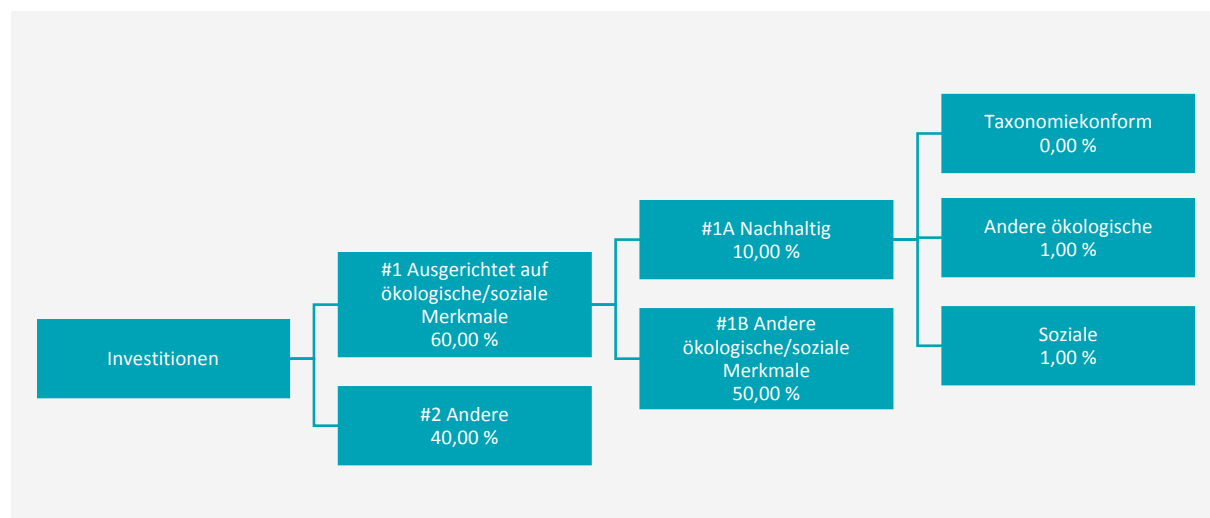 Investitionen
#1 Ausgerichtet auf
ökologische/soziale
Merkmale
60,00 %
#2 Andere
40,00 %
#1A Nachhaltig
10,00 %
#1B Andere
ökologische/soziale
Merkmale
50,00 %
Taxonomiekonform
0,00 %
Andere ökologische
1,00 %
Soziale
1,00 %